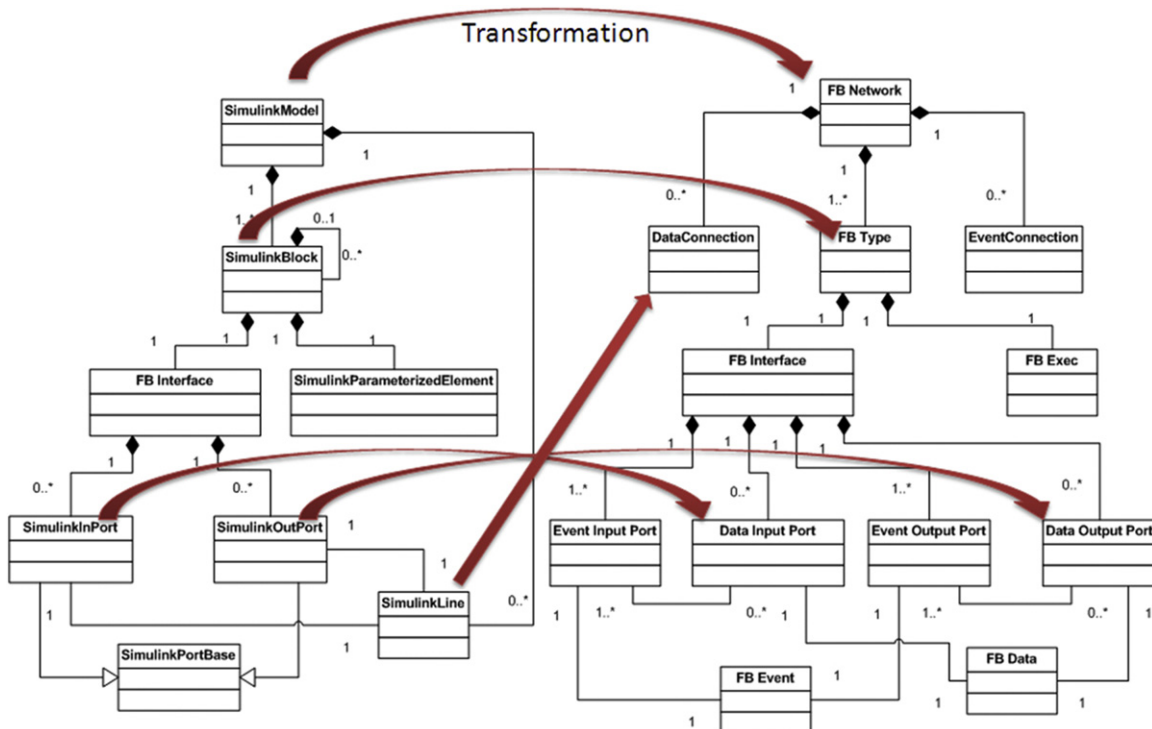 Transformation
SimulinkModel
1
FB Network
1
1
1
1
1
0..*
1..*
0..*
1..*
0..1
0..*
SimulinkBlock
DataConnection
FB Type
EventConnection
1
1
1
1
1
1
1
1
FB Interface
SimulinkParameterizedElement
FB Interface
FB Exec
1
1
1
1
1
1
0..*
0..*
1..*
0..*
1..*
0..*
SimulinkInPort
SimulinkOutPort
1
Event Input Port
Data Input Port
Event Output Port
Data Output Port
1
SimulinkLine
0..*
1
1
1..*
0..*
1
1
1..*
0..*
1
1
SimulinkPortBase
FB Event
1
FB Data
1
1
1